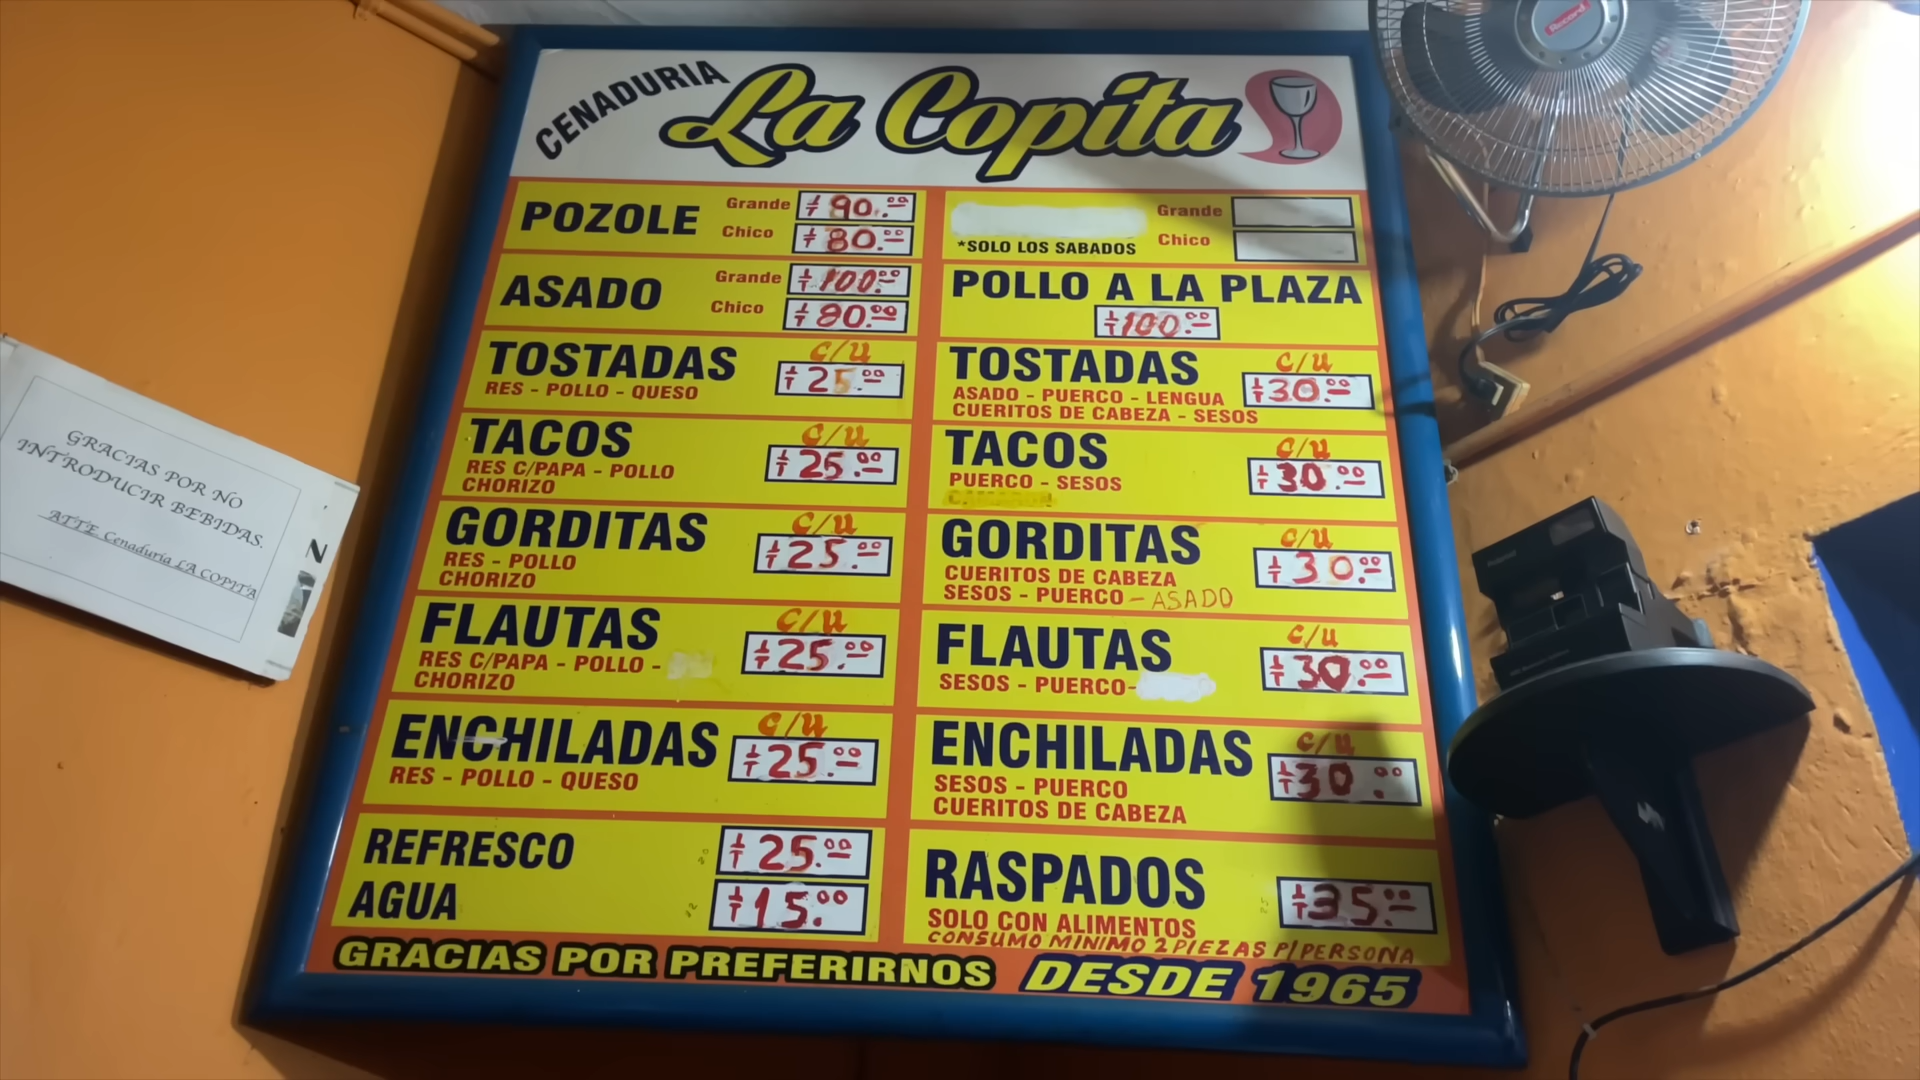 CENADURIA
La Copita
POZOLE
Grande $90.00
Chico $80.00
ASADO
Grande $100.00
Chico $80.00
TOSTADAS
C/U
RES - POLLO - QUESO
$25.00
TACOS
C/U
RES C/PAPA - POLLO
CHORIZO
$25.00
GORDITAS
C/U
RES - POLLO
CHORIZO
$25.00
FLAUTAS
C/U
RES C/PAPA - POLLO -
CHORIZO
$25.00
ENCHILADAS
C/U
RES - POLLO - QUESO
$25.00
REFRESCO $25.00
AGUA $15.00
Grande
*SOLO LOS SABADOS Chico
POLLO A LA PLAZA
$100.00
TOSTADAS
C/U
ASADO - PUERCO - LENGUA
CUERITOS DE CABEZA - SESOS
$30.00
TACOS
C/U
PUERCO - SESOS
$30.00
GORDITAS
C/U
CUERITOS DE CABEZA
SESOS - PUERCO - ASADO
$30.00
FLAUTAS
C/U
SESOS - PUERCO-
$30.00
ENCHILADAS
C/U
SESOS - PUERCO
CUERITOS DE CABEZA
$30.00
RASPADOS
$35.00
SOLO CON ALIMENTOS
CONSUMO MINIMO 2 PIEZAS P/PERSONA
GRACIAS POR PREFERIRNOS DESDE 1965
GRACIAS POR NO
INTRODUCIR BEBIDAS.
ATTE. Cenaduría LA COPITA
N
Record